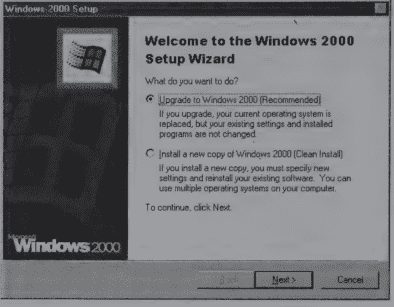 Windows 2000 Setup
Welcome to the Windows 2000
Setup Wizard
What do you want to do?
Upgrade to Windows 2000 (Recommended)
If you upgrade, your current operating system is
replaced, but your existing settings and installed
programs are not changed.
Install a new copy of Windows 2000 (Clean Install)
If you install a new copy, you must specify new
settings and reinstall your existing software. You can
use multiple operating systems on your computer.
To continue, click Next.
Microsoft
Windows 2000
Next >
Cancel